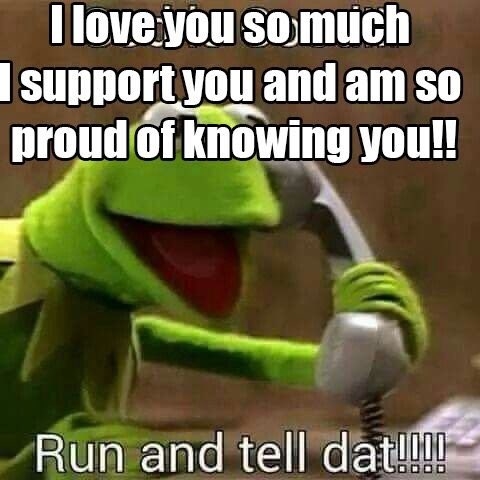 I love you so much
I support you and am so
proud of knowing you!!
Run and tell dat!!!!